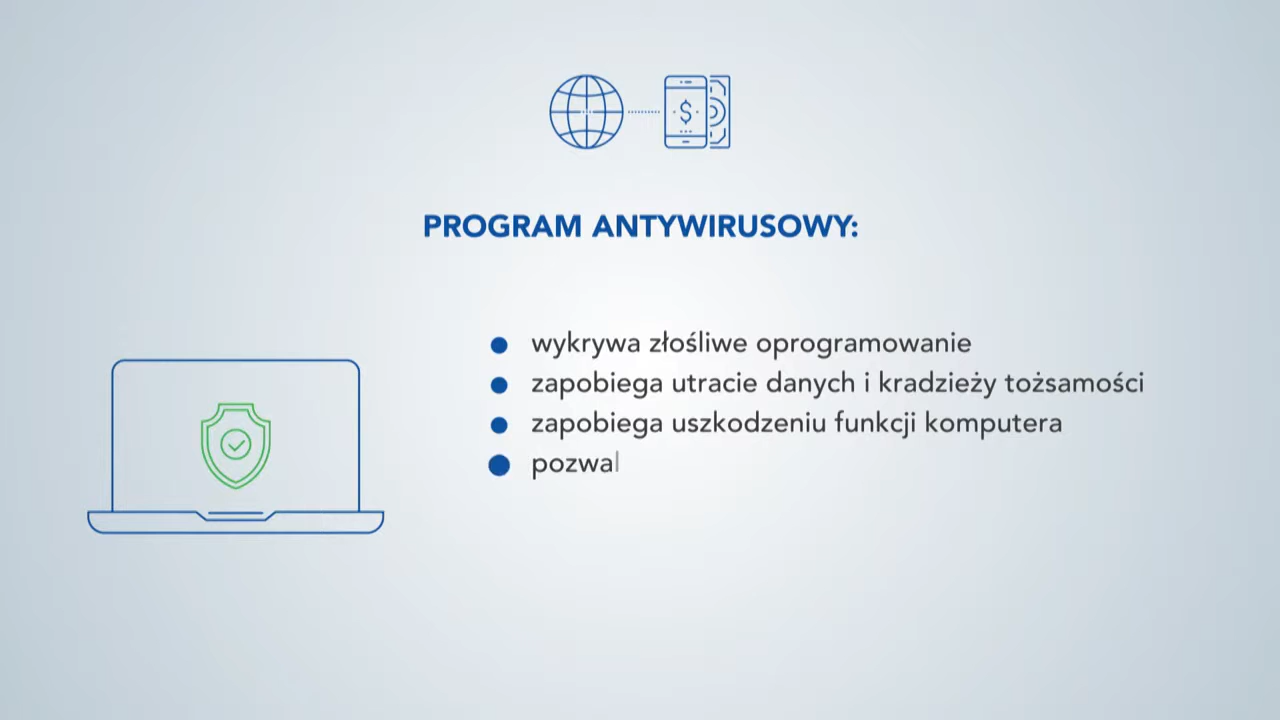 $
PROGRAM ANTYWIRUSOWY:
wykrywa złośliwe oprogramowanie
zapobiega utracie danych i kradzieży tożsamości
zapobiega uszkodzeniu funkcji komputera
pozwal